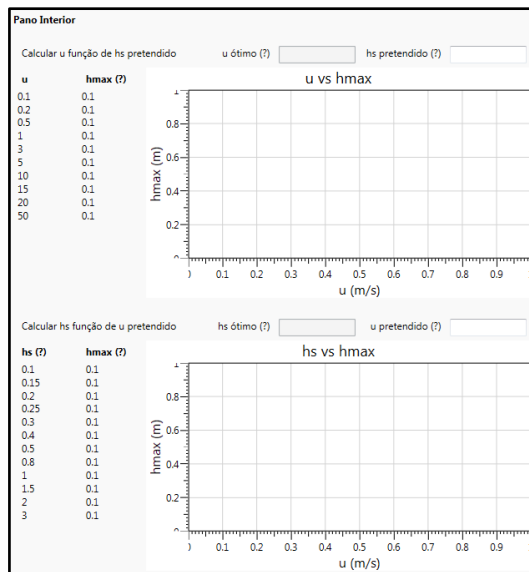 Pano Interior
Calcular u função de hs pretendido u ótimo (?) hs pretendido (?)
u hmax (?)
0.1 0.1
0.2 0.1
0.5 0.1
1 0.1
3 0.1
5 0.1
10 0.1
15 0.1
20 0.1
50 0.1
u vs hmax
hmax (m)
1
0.8
0.6
0.4
0.2
0
0.1 0.2 0.3 0.4 0.5 0.6 0.7 0.8 0.9
u (m/s)
Calcular hs função de u pretendido hs ótimo (?) u pretendido (?)
hs (?) hmax (?)
0.1 0.1
0.15 0.1
0.2 0.1
0.25 0.1
0.3 0.1
0.4 0.1
0.5 0.1
0.8 0.1
1 0.1
1.5 0.1
2 0.1
3 0.1
hs vs hmax
hmax (m)
1
0.8
0.6
0.4
0.2
0
0.1 0.2 0.3 0.4 0.5 0.6 0.7 0.8 0.9
u (m/s)